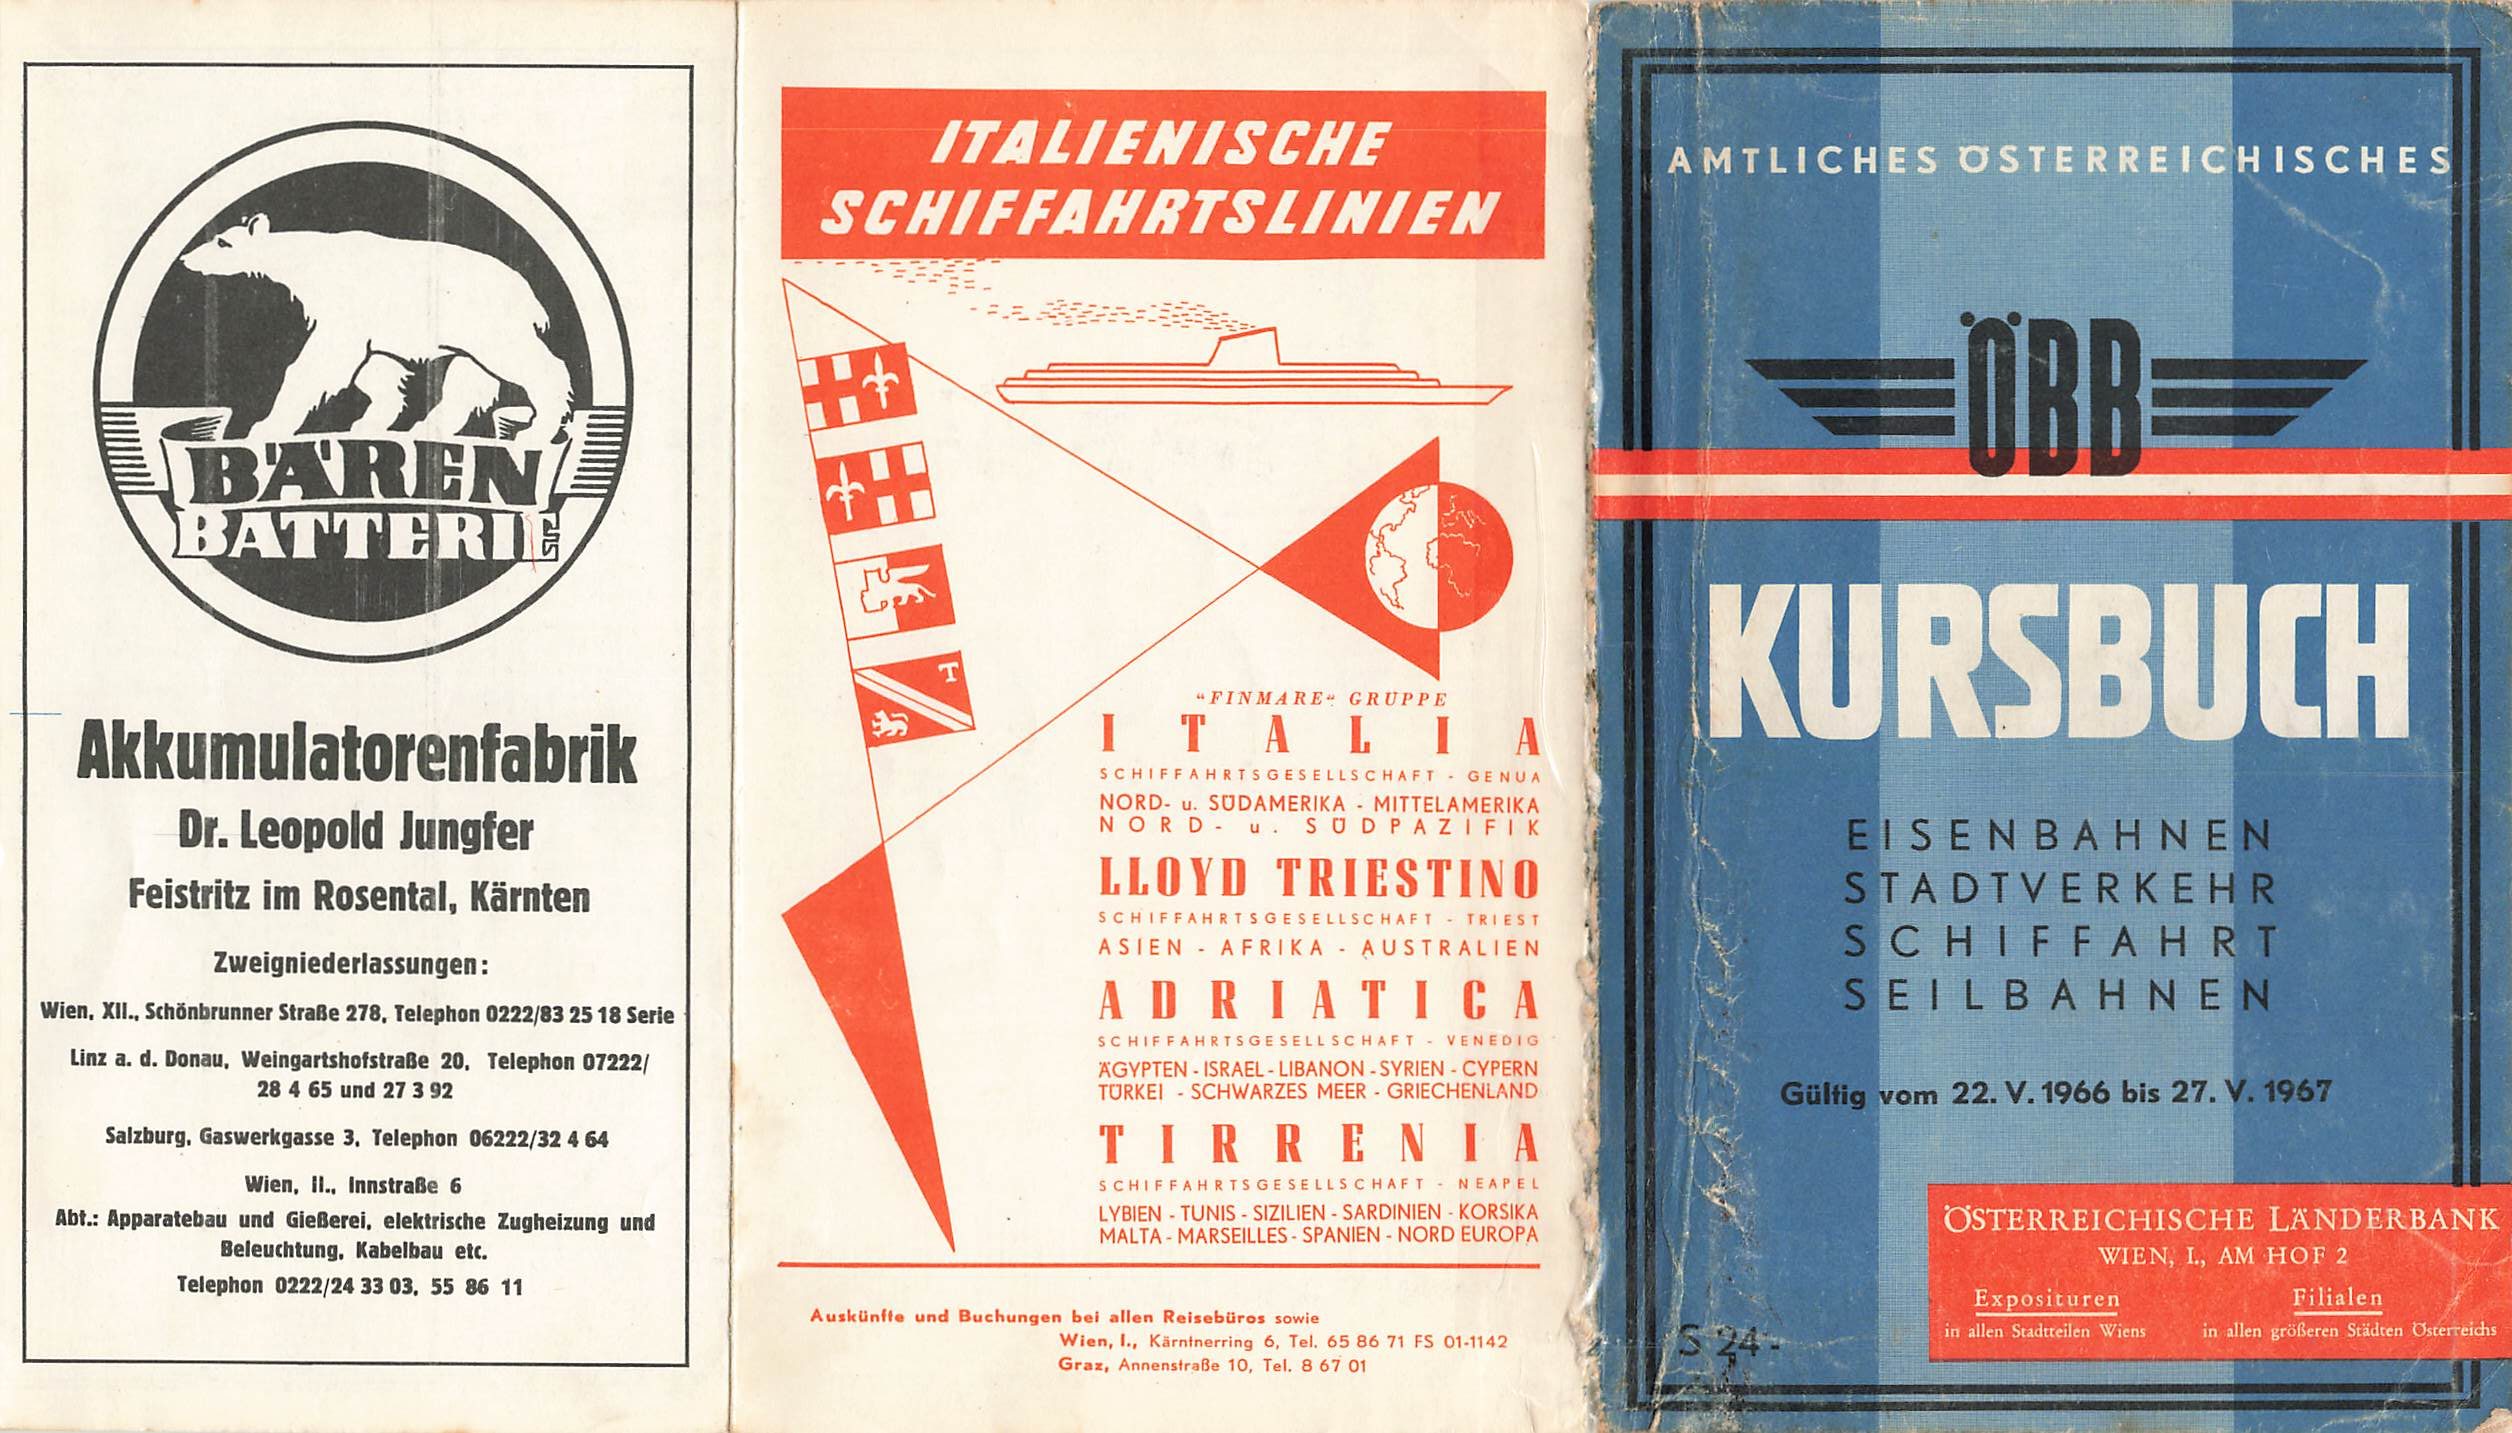 BÄREN
BATTERIE
Akkumulatorenfabrik
Dr. Leopold Jungfer
Feistritz im Rosental, Kärnten
Zweigniederlassungen:
Wien, XII., Schönbrunner Straße 278, Telephon 0222/83 25 18 Serie
Linz a. d. Donau, Weingartshofstraße 20, Telephon 07222/
28 4 65 und 27 3 92
Salzburg, Gaswerkgasse 3, Telephon 06222/32 4 64
Wien, II., Innstraße 6
Abt.: Apparatebau und Gießerei, elektrische Zugheizung und
Beleuchtung, Kabelbau etc.
Telephon 0222/24 33 03, 55 86 11
ITALIENISCHE
SCHIFFAHRTSLINIEN
T
"FINMARE" GRUPPE
ITALIA
SCHIFFAHRTSGESELLSCHAFT - GENUA
NORD- u. SÜDAMERIKA - MITTELAMERIKA
NORD- u. SÜDPAZIFIK
LLOYD TRIESTINO
SCHIFFAHRTSGESELLSCHAFT - TRIEST
ASIEN - AFRIKA - AUSTRALIEN
ADRIATICA
SCHIFFAHRTSGESELLSCHAFT - VENEDIG
ÄGYPTEN - ISRAEL - LIBANON - SYRIEN - CYPERN
TÜRKEI - SCHWARZES MEER - GRIECHENLAND
TIRRENIA
SCHIFFAHRTSGESELLSCHAFT - NEAPEL
LYBIEN - TUNIS - SIZILIEN - SARDINIEN - KORSIKA
MALTA - MARSEILLES - SPANIEN - NORD EUROPA
Auskünfte und Buchungen bei allen Reisebüros sowie
Wien, I., Kärntnerring 6, Tel. 65 86 71 FS 01-1142
Graz, Annenstraße 10, Tel. 8 67 01
AMTLICHES ÖSTERREICHISCHES
ÖBB
KURSBUCH
EISENBAHNEN
STADTVERKEHR
SCHIFFAHRT
SEILBAHNEN
Gültig vom 22. V. 1966 bis 27. V. 1967
ÖSTERREICHISCHE LÄNDERBANK
WIEN, I., AM HOF 2
Exposituren
in allen Stadtteilen Wiens
Filialen
in allen größeren Städten Österreichs
S 24·-